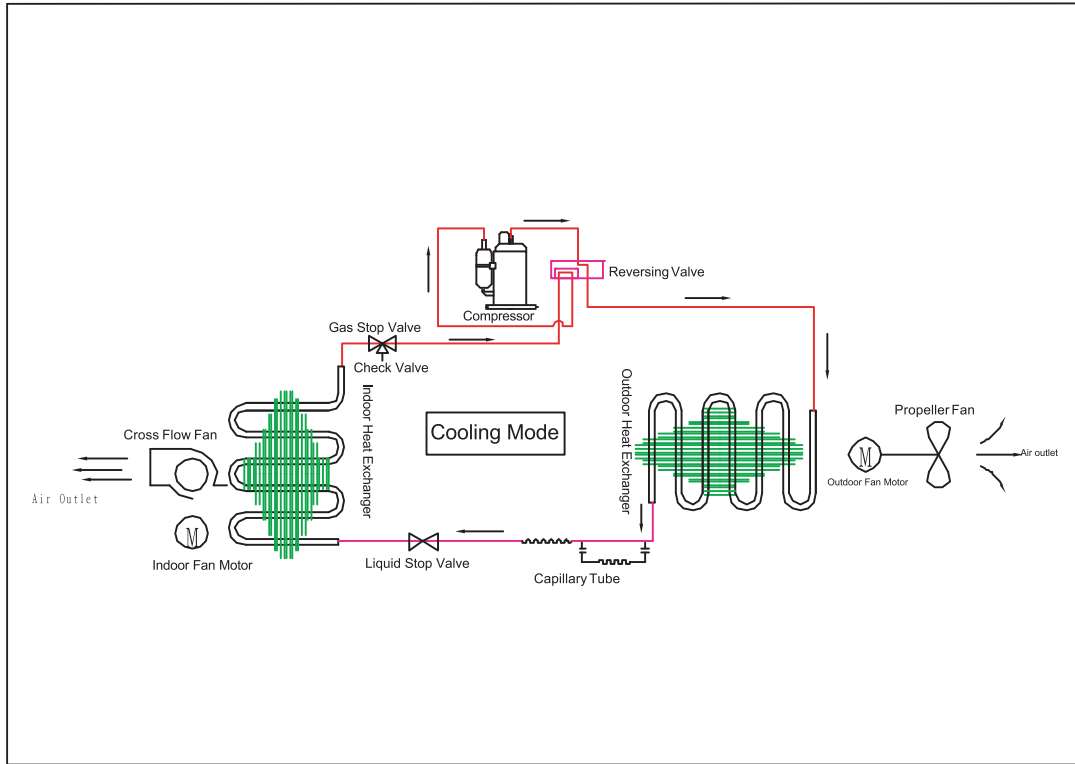 Reversing Valve
Compressor
Gas Stop Valve
Check Valve
Indoor Heat Exchanger
Outdoor Heat Exchanger
Cooling Mode
Propeller Fan
Cross Flow Fan
M
Air outlet
Outdoor Fan Motor
Air Outlet
M
Indoor Fan Motor
Liquid Stop Valve
Capillary Tube